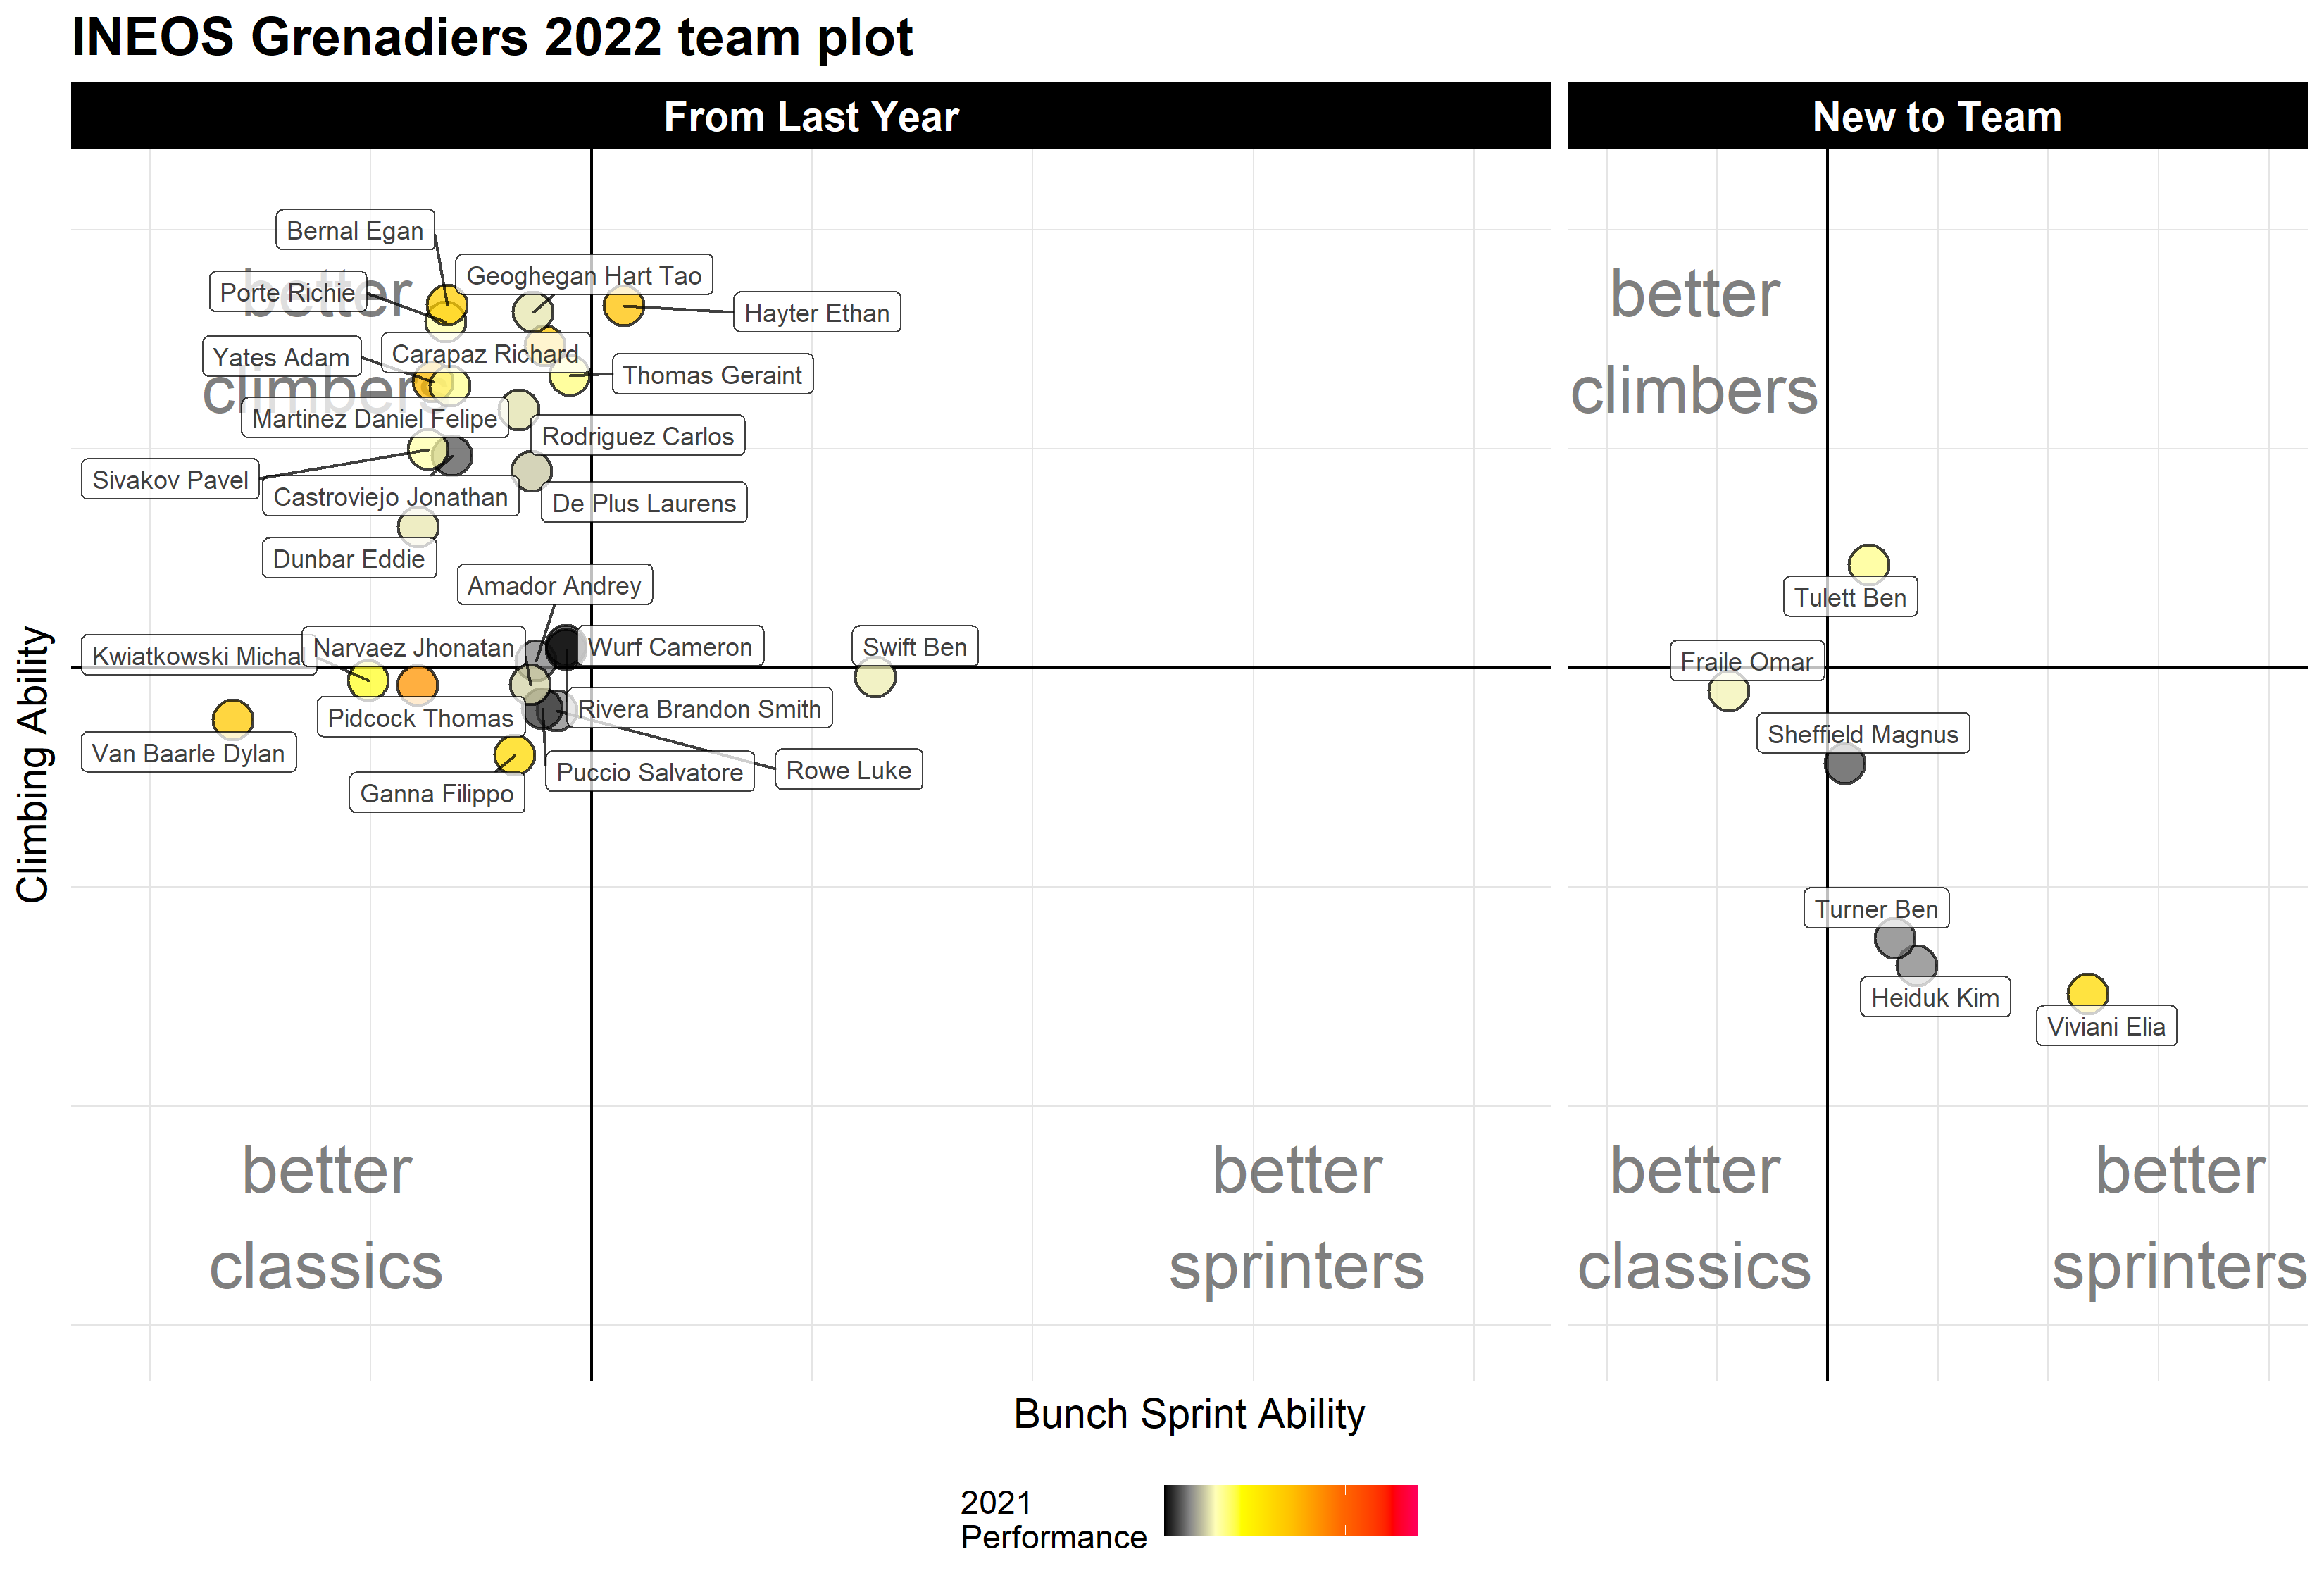 INEOS Grenadiers 2022 team plot
From Last Year
New to Team
Climbing Ability
better
climbers
Bernal Egan
Geoghegan Hart Tao
Porte Richie
Hayter Ethan
Yates Adam
Carapaz Richard
Thomas Geraint
Martinez Daniel Felipe
Rodriguez Carlos
Sivakov Pavel
Castroviejo Jonathan
De Plus Laurens
Dunbar Eddie
Amador Andrey
Kwiatkowski Micha
Narvaez Jhonatan
Wurf Cameron
Swift Ben
Pidcock Thomas
Rivera Brandon Smith
Van Baarle Dylan
Ganna Filippo
Puccio Salvatore
Rowe Luke
better
classics
better
sprinters
better
climbers
Tulett Ben
Fraile Omar
Sheffield Magnus
Turner Ben
Heiduk Kim
Viviani Elia
better
classics
better
sprinters
Bunch Sprint Ability
2021
Performance